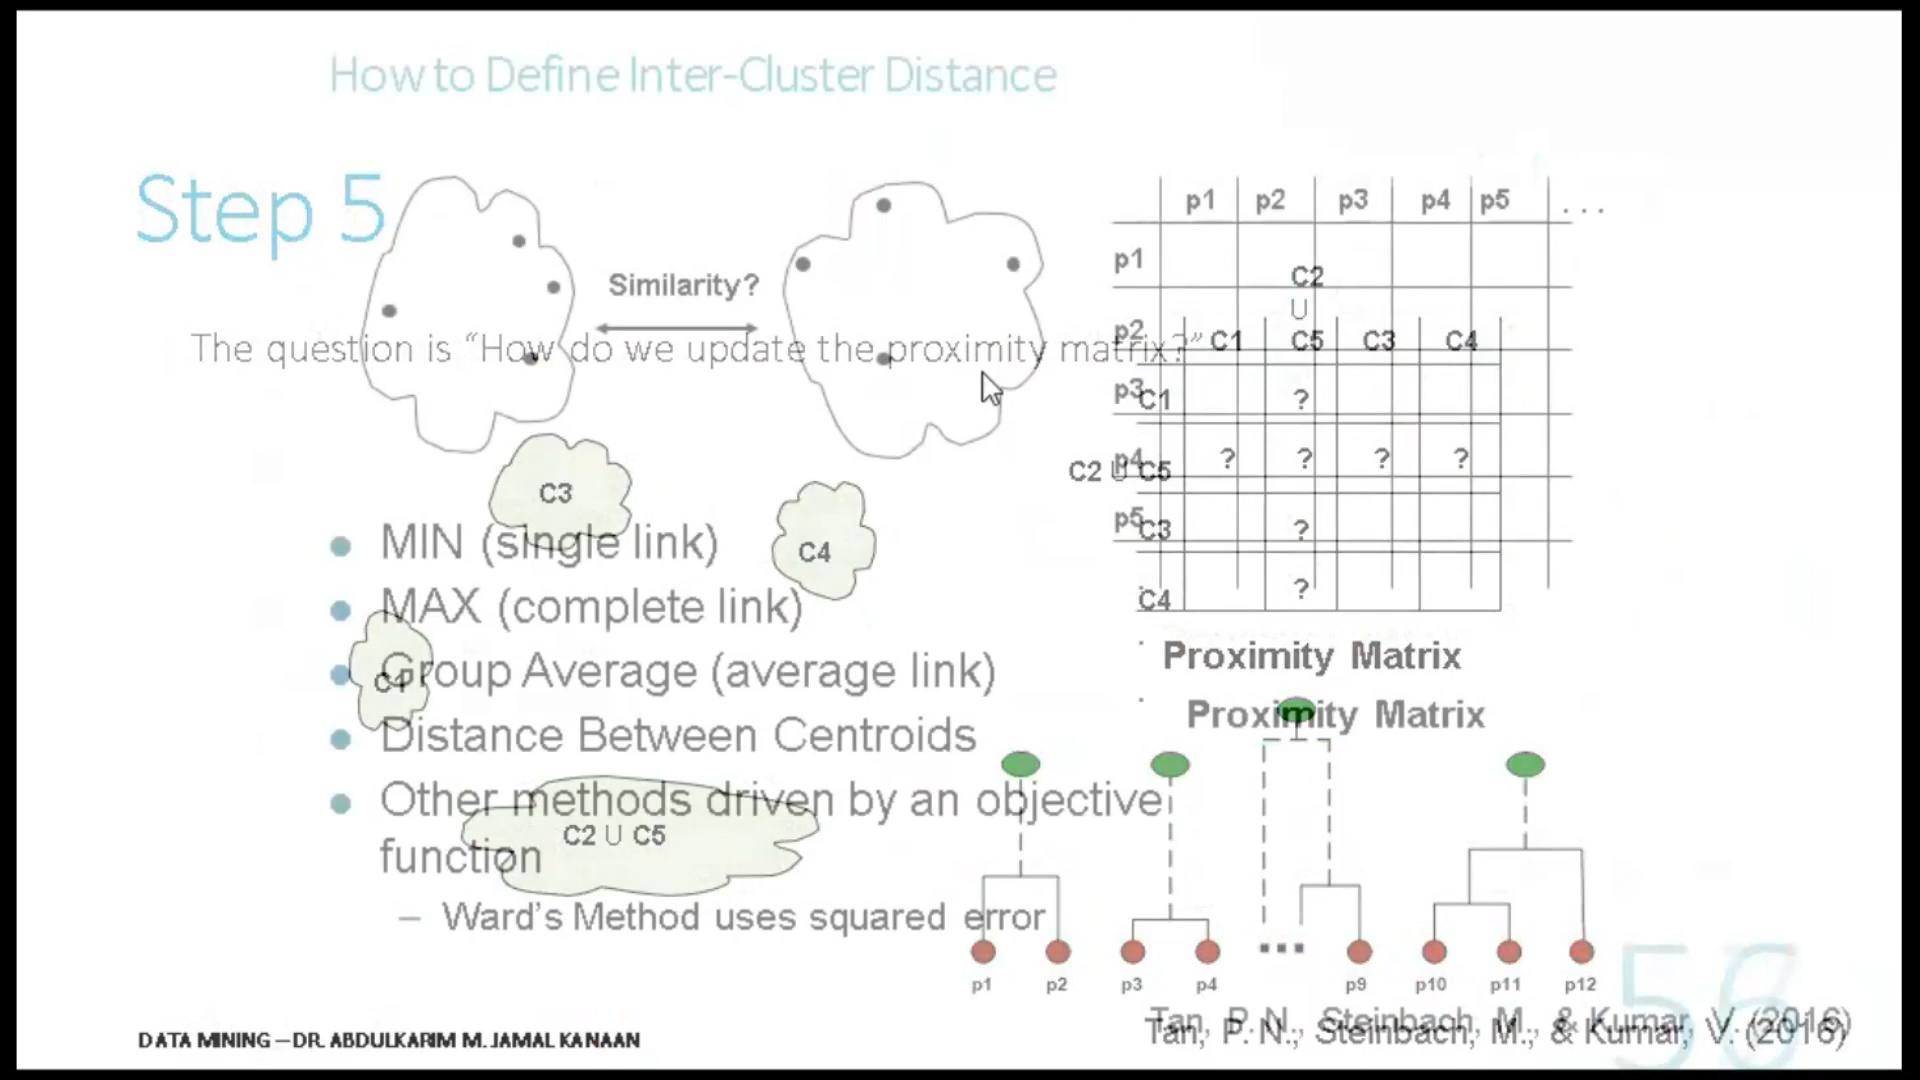 How to Define Inter-Cluster Distance
Step 5
Similarity?
The question is “How do we update the proximity matrix?”
p1 p2 p3 p4 p5 . . .
p1
p2
p3
p4
p5
C2
U
C1 C5 C3 C4
C1 ?
C2 U C5 ? ? ? ?
C3 ?
C4 ?
Proximity Matrix
Proximity Matrix
C3
C4
C1
C2 U C5
MIN (single link)
MAX (complete link)
Group Average (average link)
Distance Between Centroids
Other methods driven by an objective
function
– Ward's Method uses squared error
p1 p2 p3 p4 ... p9 p10 p11 p12
Tan, P. N., Steinbach, M., & Kumar, V. (2016)
Tan, P. N., Steinbach, M., & Kumar, V. (2016)
DATA MINING – DR. ABDULKARIM M. JAMAL KANAAN